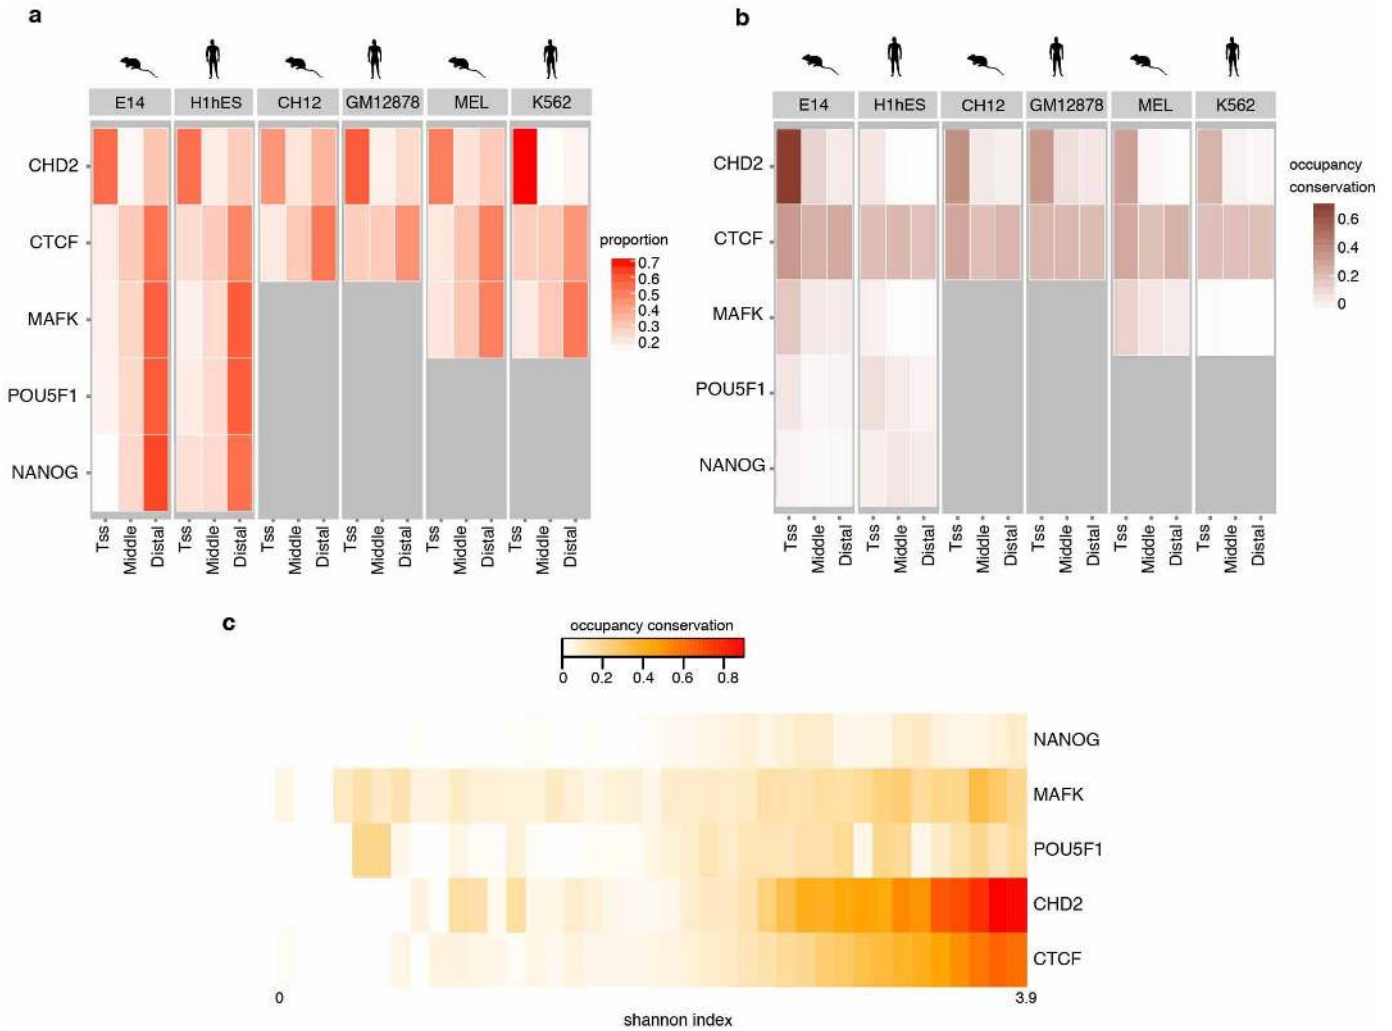 a
E14 H1hES CH12 GM12878 MEL K562
CHD2
CTCF
MAFK
POU5F1
NANOG
Tss Middle Distal Tss Middle Distal Tss Middle Distal Tss Middle Distal Tss Middle Distal Tss Middle Distal
proportion
0.7
0.6
0.5
0.4
0.3
0.2
b
E14 H1hES CH12 GM12878 MEL K562
CHD2
CTCF
MAFK
POU5F1
NANOG
Tss Middle Distal Tss Middle Distal Tss Middle Distal Tss Middle Distal Tss Middle Distal Tss Middle Distal
occupancy
conservation
0.6
0.4
0.2
0
c
occupancy conservation
0 0.2 0.4 0.6 0.8
NANOG
MAFK
POU5F1
CHD2
CTCF
0 3.9
shannon index